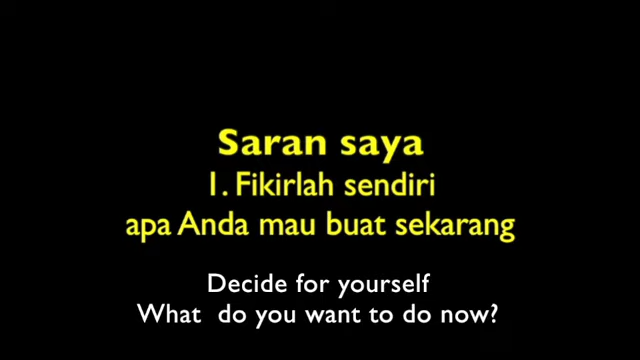 Saran saya
1. Fikirlah sendiri
apa Anda mau buat sekarang
Decide for yourself
What do you want to do now?